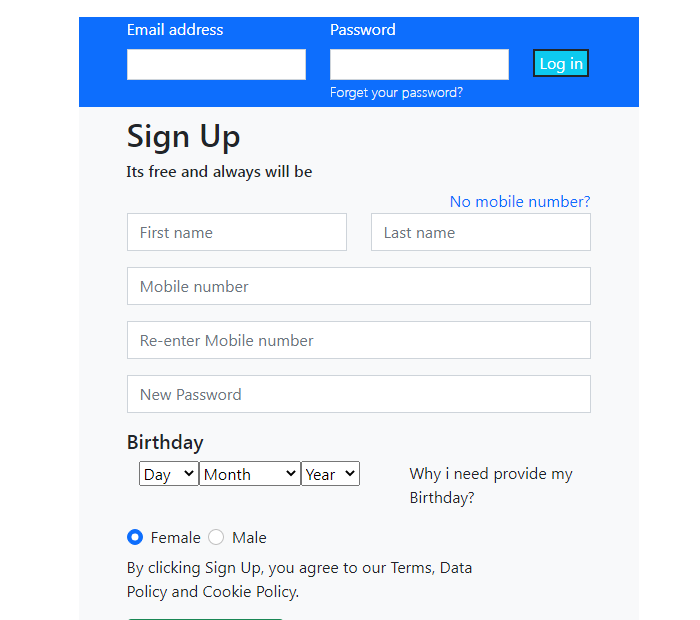 Email address Password
Log in
Forget your password?
Sign Up
Its free and always will be
No mobile number?
First name Last name
Mobile number
Re-enter Mobile number
New Password
Birthday
Day Month Year Why i need provide my
Birthday?
Female Male
By clicking Sign Up, you agree to our Terms, Data
Policy and Cookie Policy.